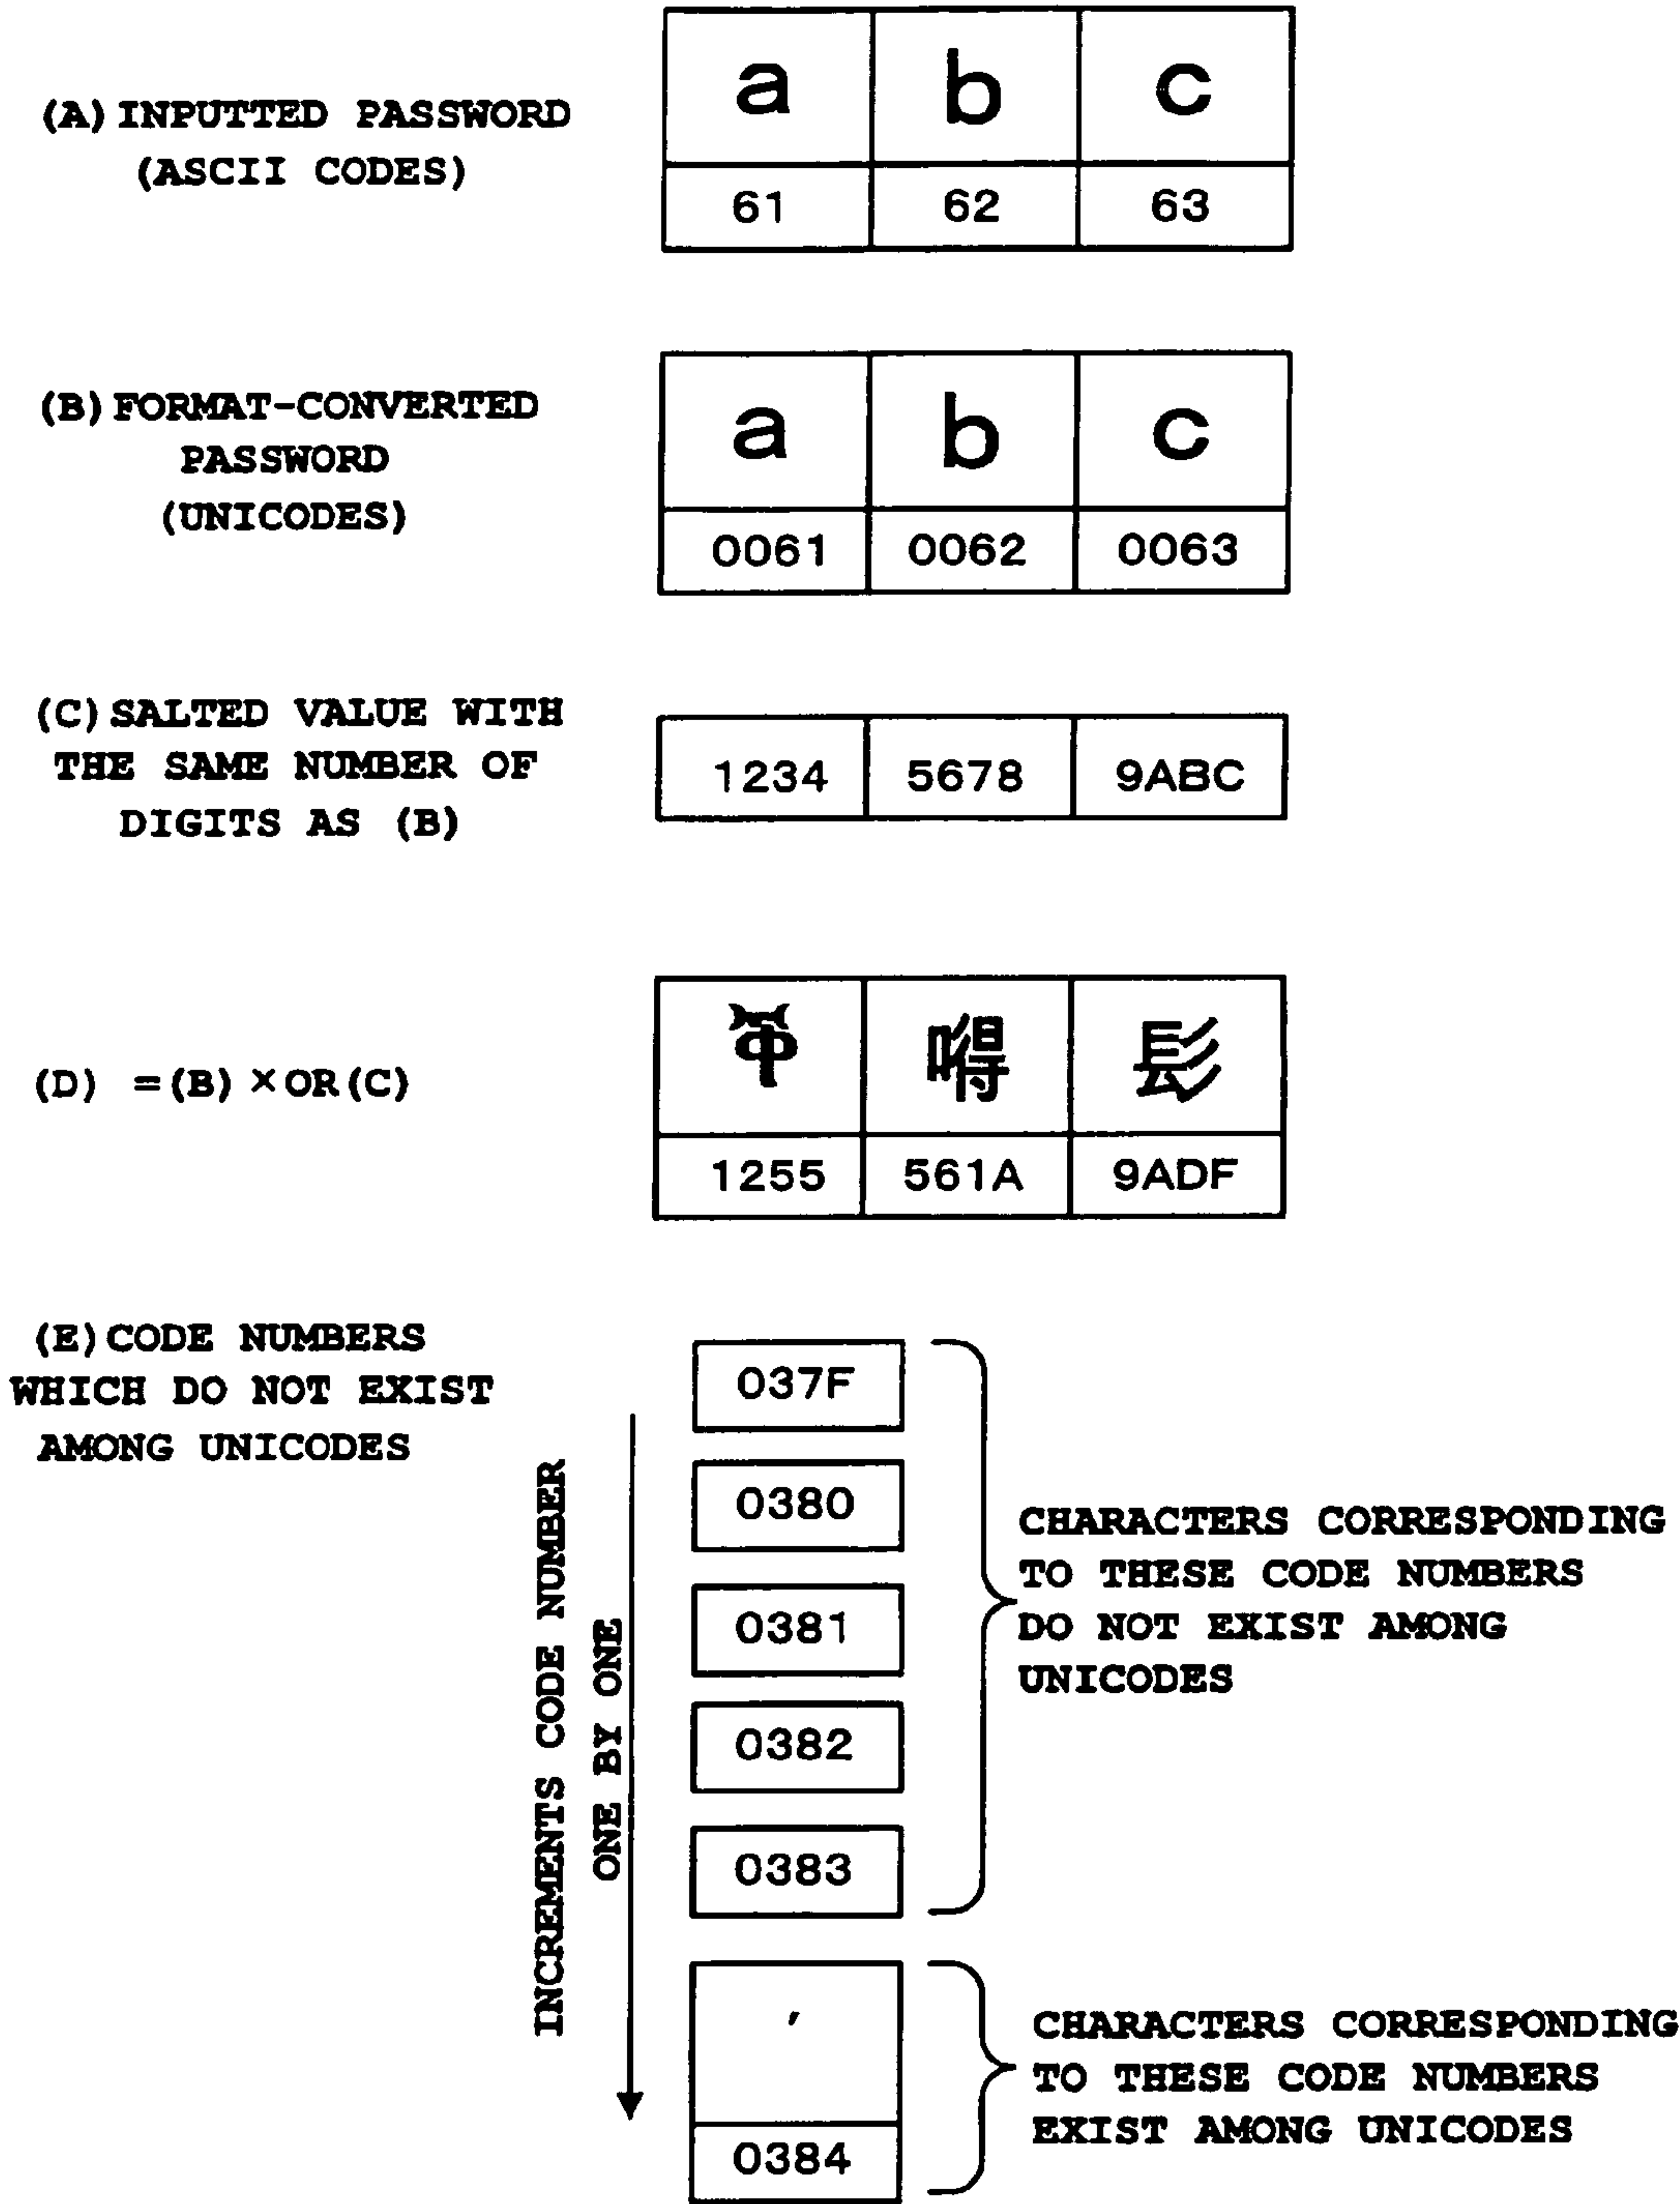 (A) INPUTTED PASSWORD
(ASCII CODES)
a b c
61 62 63
(B) FORMAT-CONVERTED
PASSWORD
(UNICODES)
a b c
0061 0062 0063
(C) SALTED VALUE WITH
THE SAME NUMBER OF
DIGITS AS (B)
1234 5678 9ABC
(D) =(B)×OR(C)
ቕ 嘚 髟
1255 561A 9ADF
(E) CODE NUMBERS
WHICH DO NOT EXIST
AMONG UNICODES
INCREMENTS CODE NUMBER
ONE BY ONE
037F
0380
0381
0382
0383
CHARACTERS CORRESPONDING
TO THESE CODE NUMBERS
DO NOT EXIST AMONG
UNICODES
΄
0384
CHARACTERS CORRESPONDING
TO THESE CODE NUMBERS
EXIST AMONG UNICODES